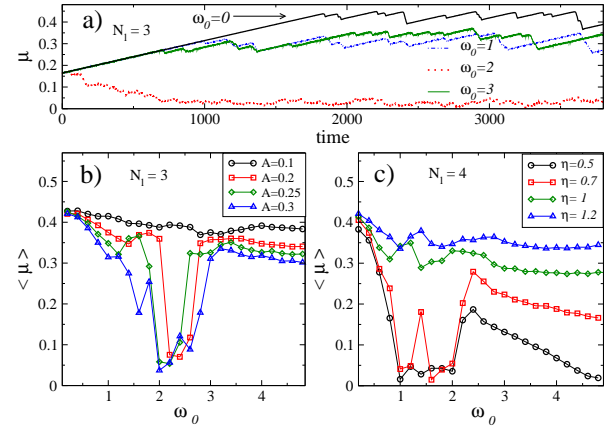 0.4
0.3
0.2
0.1
0
μ
a)
N₁ = 3
ω₀=0
ω₀=1
ω₀=2
ω₀=3
0 1000 2000 3000
time
b)
N₁ = 3
A=0.1
A=0.2
A=0.25
A=0.3
0.5
0.4
0.3
0.2
0.1
0
< μ >
0 1 2 3 4
ω₀
c)
N₁ = 4
η=0.5
η= 0.7
η= 1
η= 1.2
0.5
0.4
0.3
0.2
0.1
0
< μ >
1 2 3 4
ω₀